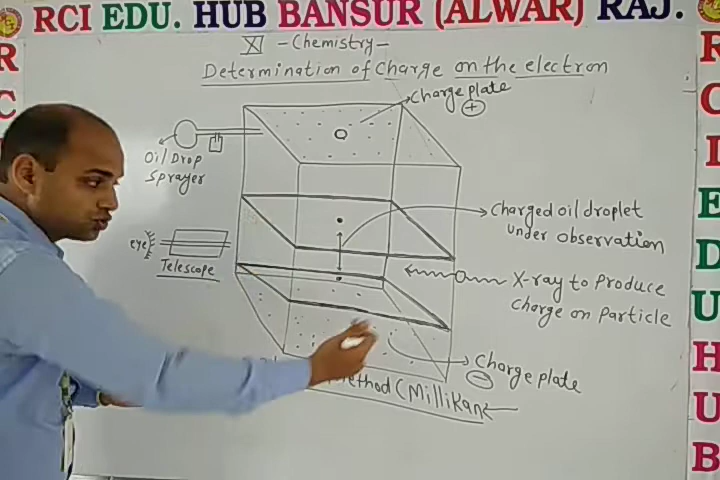 RCI EDU. HUB BANSUR (ALWAR) RAJ.
XI - Chemistry -
Determination of Charge on the electron
Charge plate
+
Oil Drop
Sprayer
Charged oil droplet
under observation
eye
Telescope
X-ray to Produce
Charge on Particle
Charge plate
-
method (Millikan
R
C
R
C
I
E
D
U
H
U
B